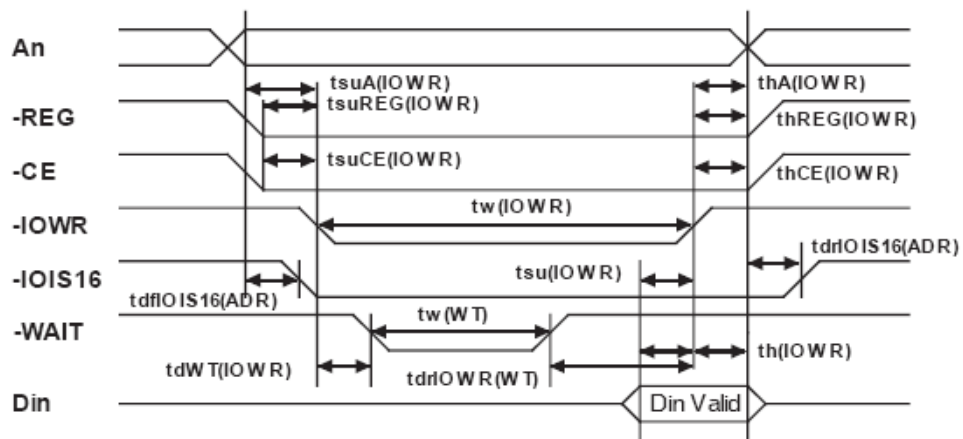 An
tsuA(IOWR)
thA(IOWR)
tsuREG(IOWR)
-REG
thREG(IOWR)
tsuCE(IOWR)
-CE
thCE(IOWR)
tw(IOWR)
-IOWR
tdrIOIS16(ADR)
-IOIS16
tsu(IOWR)
tdfIOIS16(ADR)
tw(WT)
-WAIT
th(IOWR)
tdWT(IOWR)
tdrIOWR(WT)
Din
Din Valid